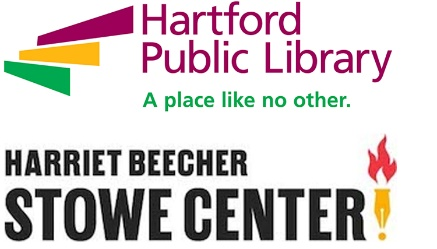 Hartford
Public Library
A place like no other.
HARRIET BEECHER
STOWE CENTER